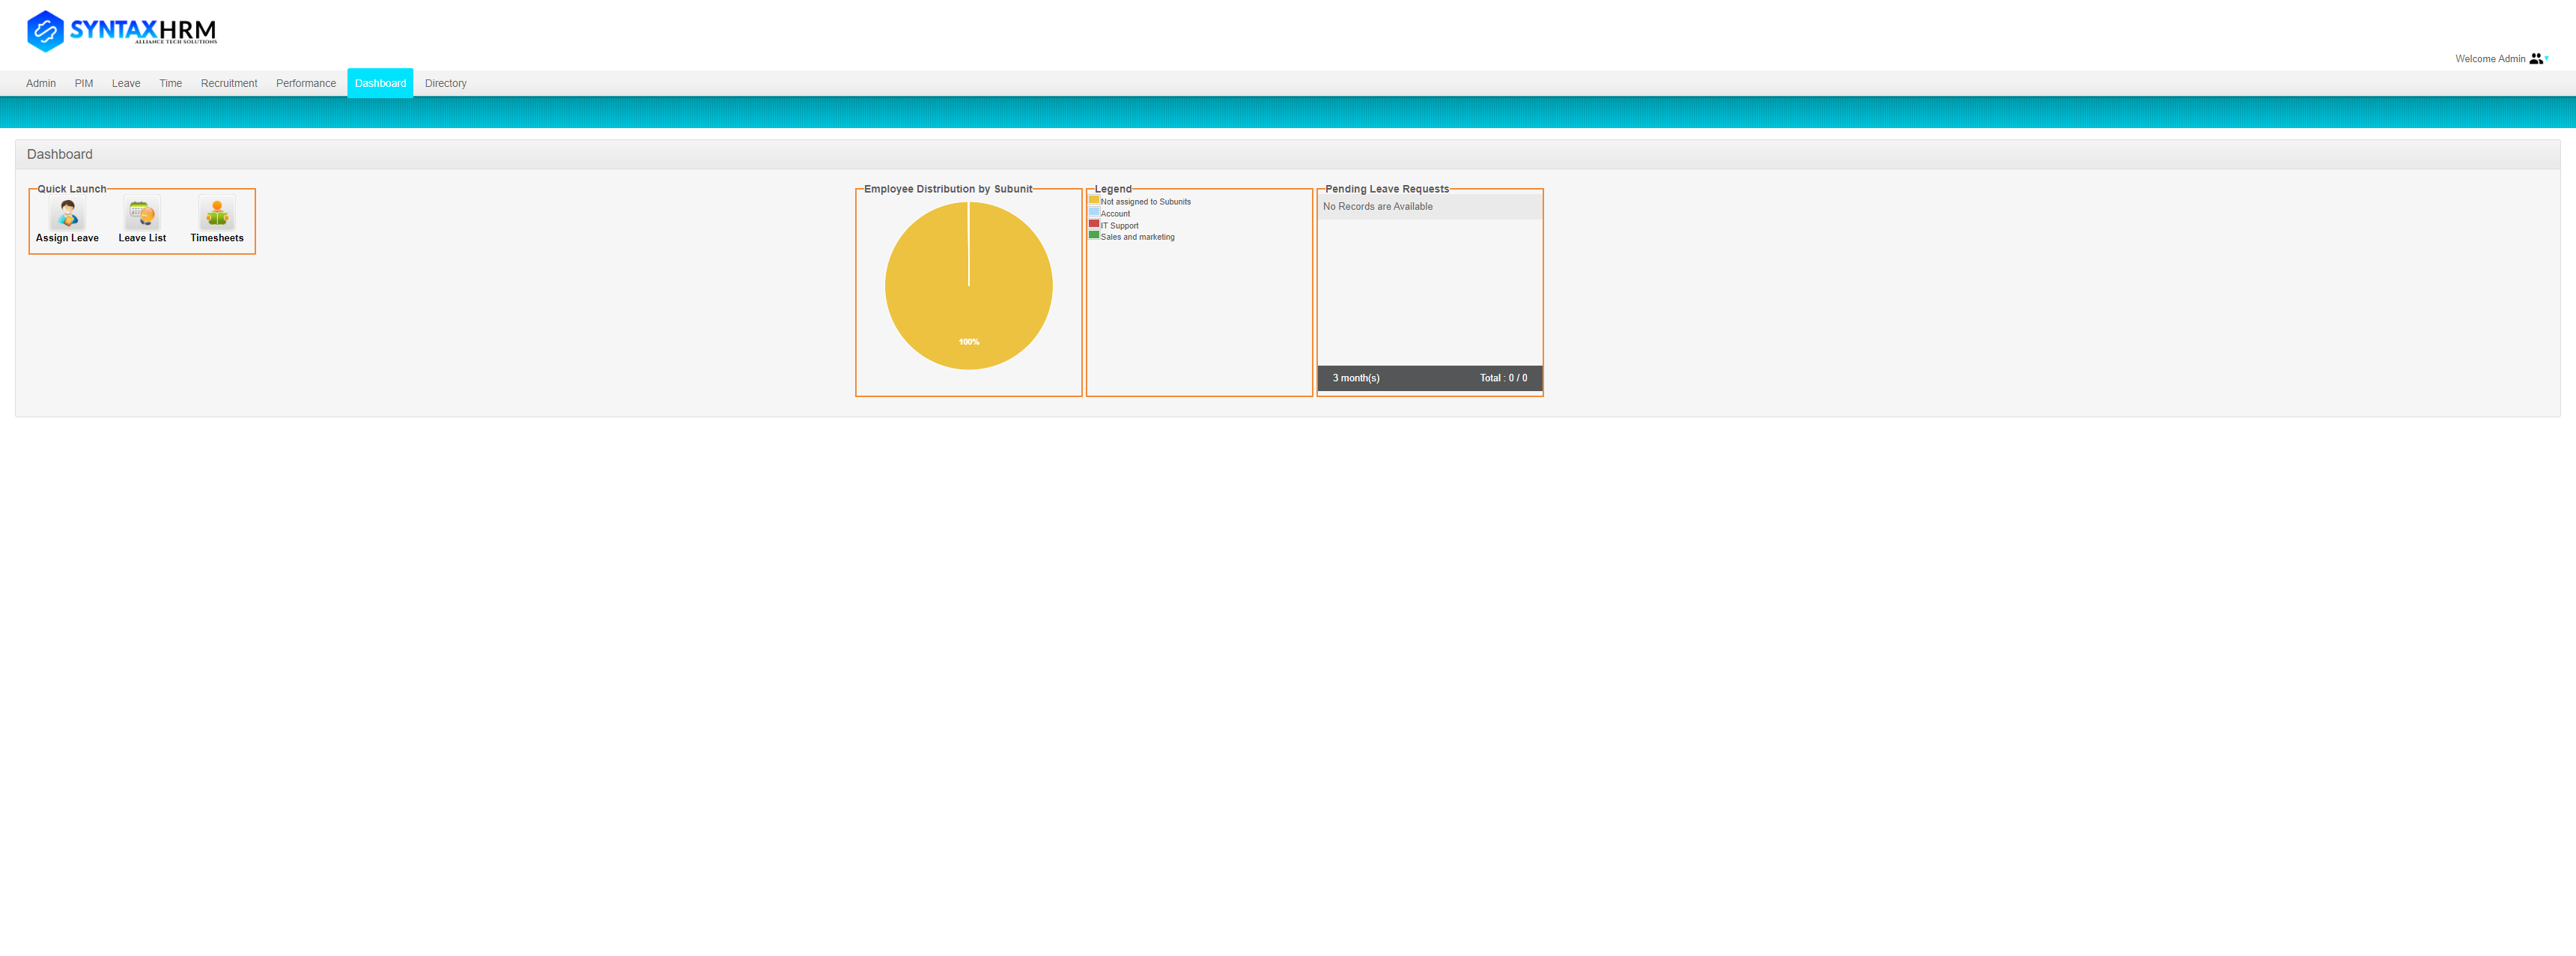 SYNTAXHRM
ALLIANCE TECH SOLUTIONS
Welcome Admin
Admin PIM Leave Time Recruitment Performance Dashboard Directory
Dashboard
Quick Launch
Assign Leave Leave List Timesheets
Employee Distribution by Subunit
100%
Legend
Not assigned to Subunits
Account
IT Support
Sales and marketing
Pending Leave Requests
No Records are Available
3 month(s) Total : 0 / 0